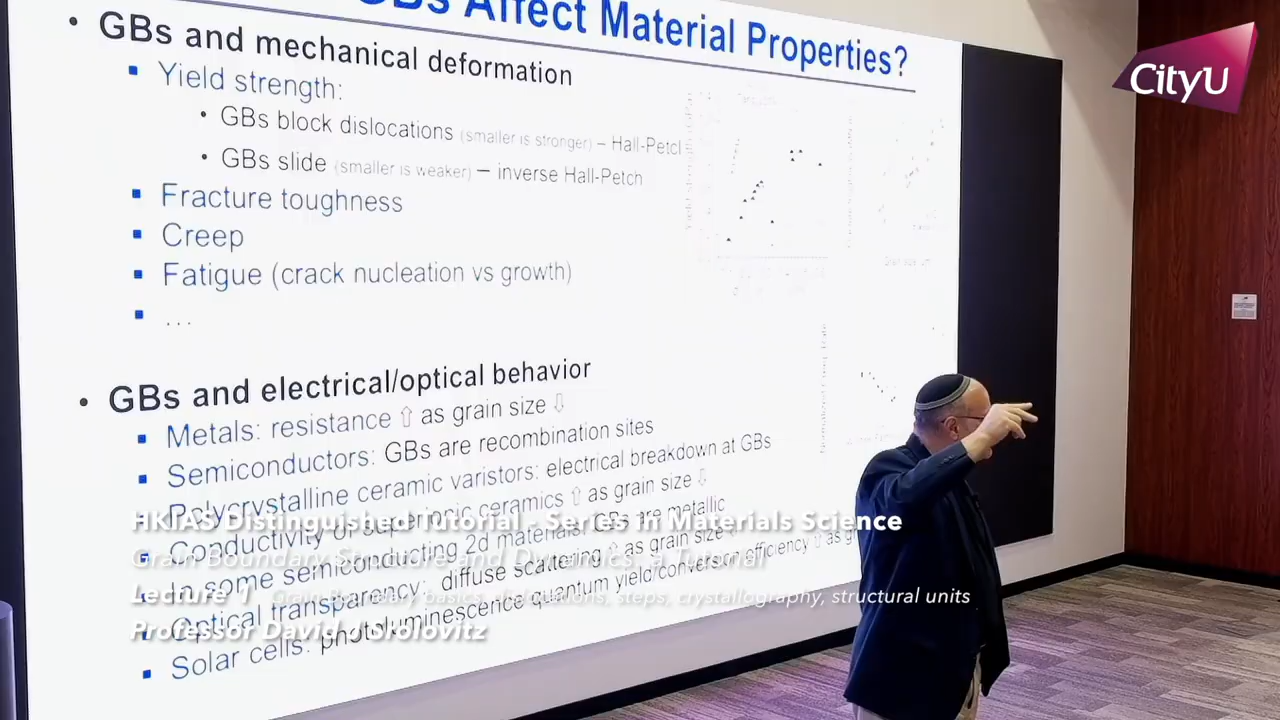 GBs Affect Material Properties?
CityU
• GBs and mechanical deformation
▪ Yield strength:
• GBs block dislocations (smaller is stronger) – Hall-Petc
• GBs slide (smaller is weaker) – inverse Hall-Petch
▪ Fracture toughness
▪ Creep
▪ Fatigue (crack nucleation vs growth)
▪ ...
• GBs and electrical/optical behavior
▪ Metals: resistance ⇧ as grain size ⇩
▪ Semiconductors: GBs are recombination sites
▪ Polycrystalline ceramic varistors: electrical breakdown at GBs
▪ Conductivity of superionic ceramics ⇧ as grain size ⇩
▪ In some semiconducting 2d materials: GBs are metallic
▪ Optical transparency: diffuse scattering ⇧ as grain size ⇩
▪ Solar cells: photoluminescence quantum yield/conversion efficiency ⇧ as gr
HKIAS Distinguished Tutorial - Series in Materials Science
Grain Boundary Structure and Dynamics, a Tutorial
Lecture 1 Grain boundary basics, dislocations, steps, crystallography, structural units
Professor David J Srolovitz